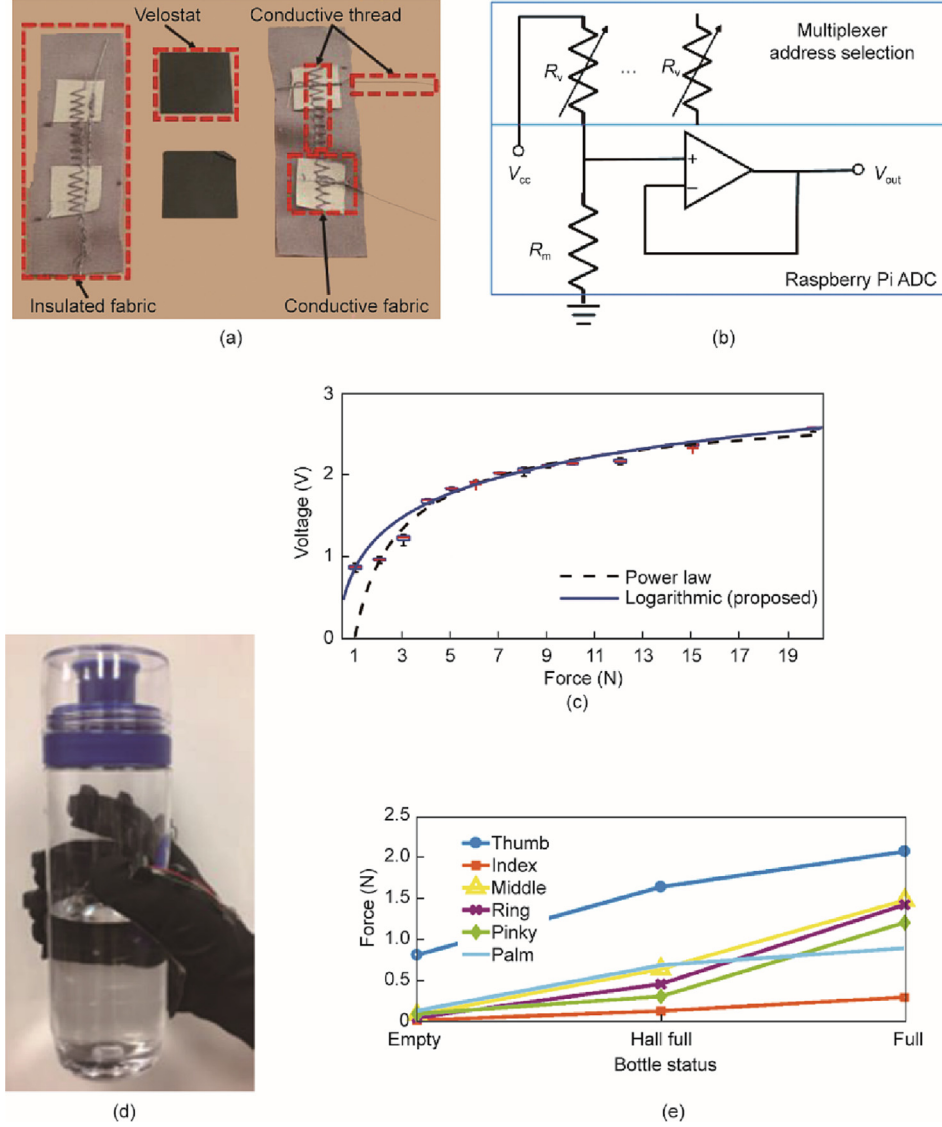 Velostat
Conductive thread
Insulated fabric
Conductive fabric
(a)
Multiplexer
address selection
Rv
...
Rv
Vcc
+
−
Vout
Rm
Raspberry Pi ADC
(b)
3
2
1
0
Voltage (V)
Power law
Logarithmic (proposed)
1 3 5 7 9 11 13 15 17 19
Force (N)
(c)
(d)
2.5
2.0
1.5
1.0
0.5
0
Force (N)
Thumb
Index
Middle
Ring
Pinky
Palm
Empty Hall full Full
Bottle status
(e)